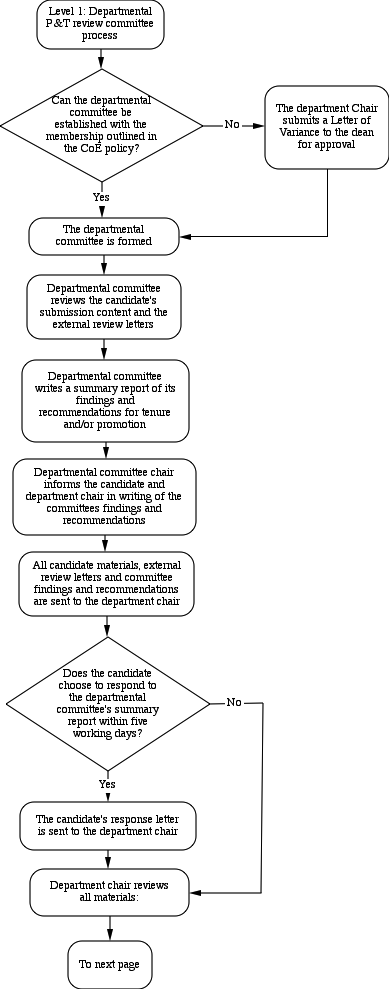 Level 1: Departmental
P&T review committee
process
Can the departmental
committee be
established with the
membership outlined in
the CoE policy?
No
The department Chair
submits a Letter of
Variance to the dean
for approval
Yes
The departmental
committee is formed
Departmental committee
reviews the candidate's
submission content and the
external review letters
Departmental committee
writes a summary report of its
findings and
recommendations for tenure
and/or promotion
Departmental committee chair
informs the candidate and
department chair in writing of the
committees findings and
recommendations
All candidate materials, external
review letters and committee
findings and recommendations
are sent to the department chair
Does the candidate
choose to respond to
the departmental
committee's summary
report within five
working days?
No
Yes
The candidate's response letter
is sent to the department chair
Department chair reviews
all materials:
To next page